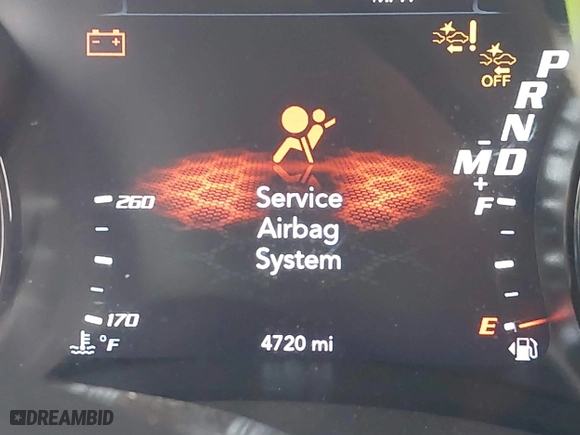 OFF
P
R
N
M D
- +
260
F
Service
Airbag
System
170
°F
E
4720 mi
DREAMBID